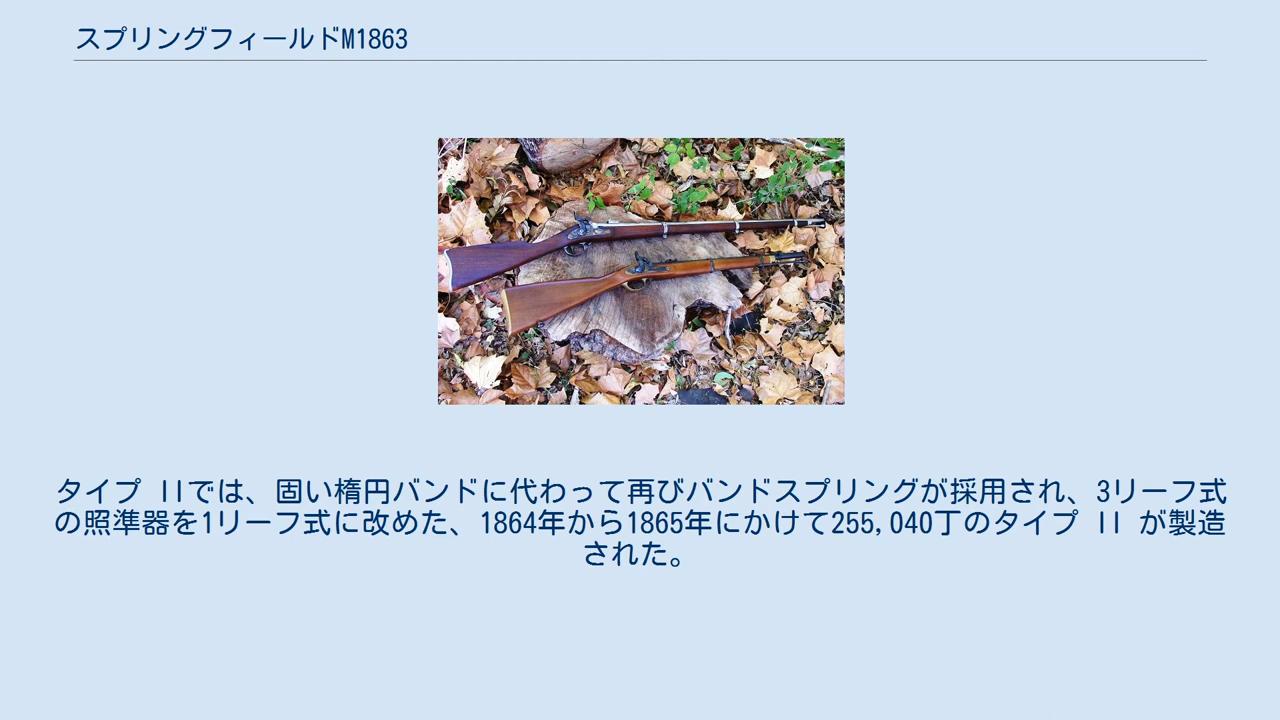 スプリングフィールドM1863
タイプ IIでは、固い楕円バンドに代わって再びバンドスプリングが採用され、3リーフ式
の照準器を1リーフ式に改めた、1864年から1865年にかけて255,040丁のタイプ II が製造
された。